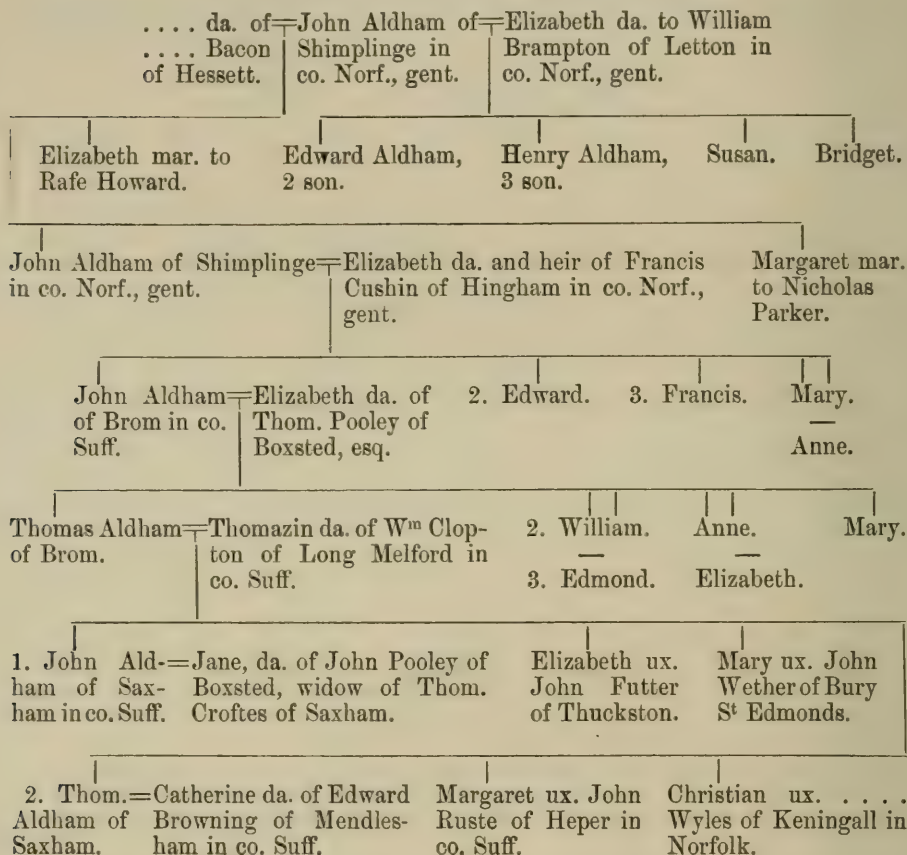 . . . . da. of=John Aldham of=Elizabeth da. to William
. . . . Bacon Shimplinge in Brampton of Letton in
of Hessett. co. Norf., gent. co. Norf., gent.
Elizabeth mar. to Edward Aldham, Henry Aldham, Susan. Bridget.
Rafe Howard. 2 son. 3 son.
John Aldham of Shimplinge=Elizabeth da. and heir of Francis Margaret mar.
in co. Norf., gent. Cushin of Hingham in co. Norf., to Nicholas
gent. Parker.
John Aldham=Elizabeth da. of 2. Edward. 3. Francis. Mary.
of Brom in co. Thom. Pooley of —
Suff. Boxsted, esq. Anne.
Thomas Aldham=Thomazin da. of Wᵐ Clop- 2. William. Anne. Mary.
of Brom. ton of Long Melford in — —
co. Suff. 3. Edmond. Elizabeth.
1. John Ald-=Jane, da. of John Pooley of Elizabeth ux. Mary ux. John
ham of Sax- Boxsted, widow of Thom. John Futter Wether of Bury
ham in co. Suff. Croftes of Saxham. of Thuckston. Sᵗ Edmonds.
2. Thom.=Catherine da. of Edward Margaret ux. John Christian ux. . . . .
Aldham of Browning of Mendles- Ruste of Heper in Wyles of Keningall in
Saxham. ham in co. Suff. co. Suff. Norfolk.